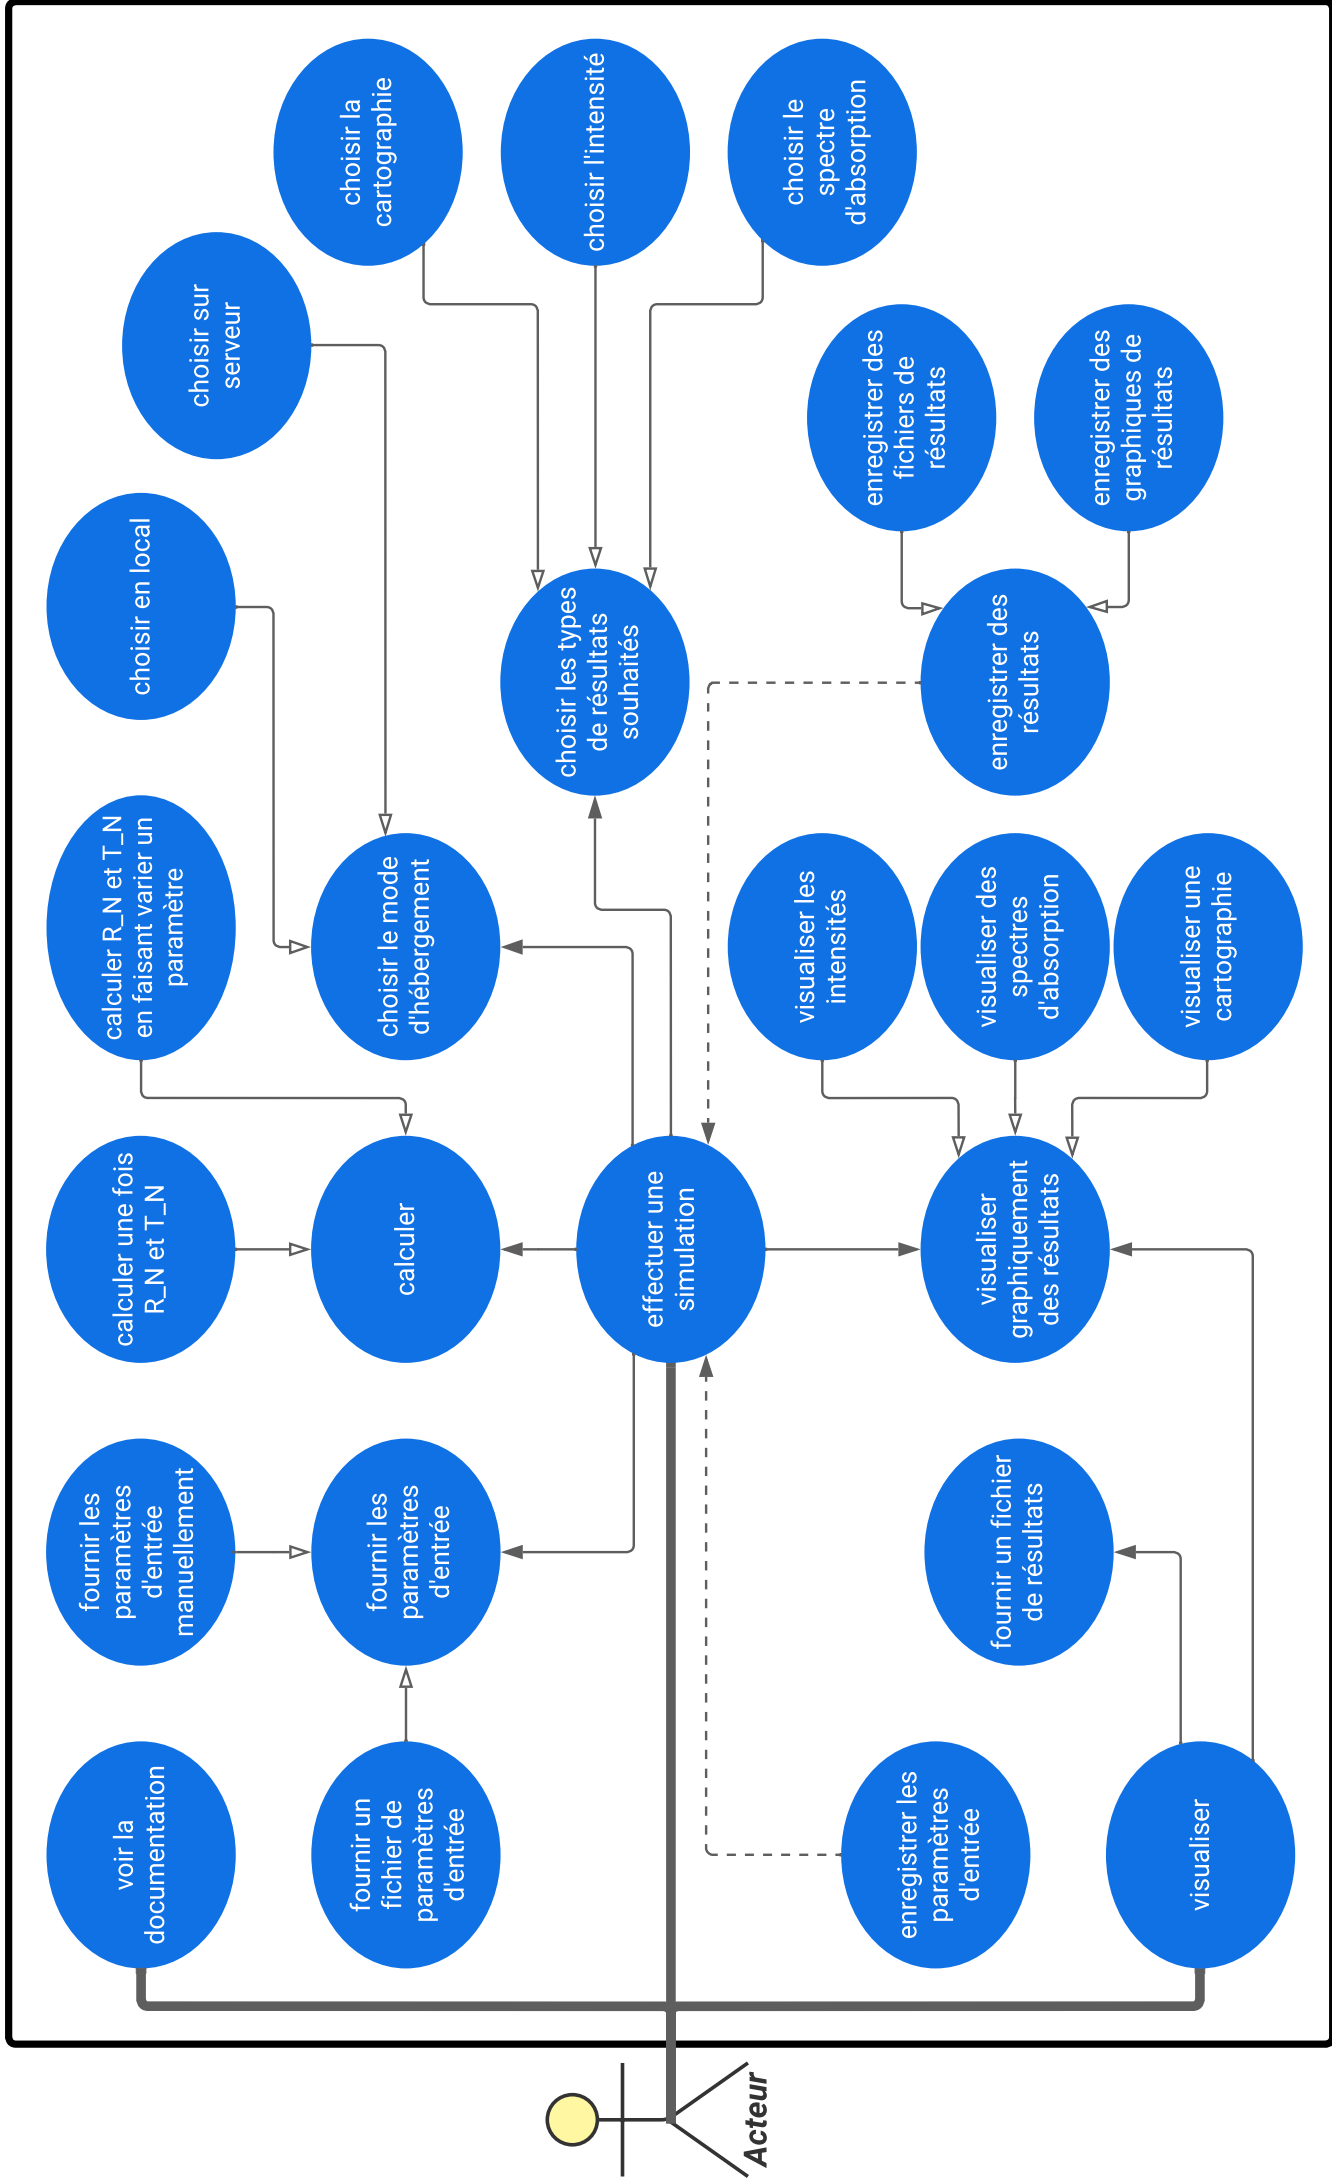 voir la
documentation
fournir les
paramètres
d'entrée
manuellement
calculer une fois
R_N et T_N
calculer R_N et T_N
en faisant varier un
paramètre
choisir en local
choisir sur
serveur
choisir la
cartographie
fournir un
fichier de
paramètres
d'entrée
fournir les
paramètres
d'entrée
calculer
choisir le mode
d'hébergement
choisir les types
de résultats
souhaités
choisir l'intensité
effectuer une
simulation
Acteur
choisir le
spectre
d'absorption
visualiser les
intensités
enregistrer des
fichiers de
résultats
enregistrer les
paramètres
d'entrée
fournir un fichier
de résultats
visualiser
graphiquement
des résultats
visualiser des
spectres
d'absorption
enregistrer des
résultats
enregistrer des
graphiques de
résultats
visualiser
visualiser une
cartographie